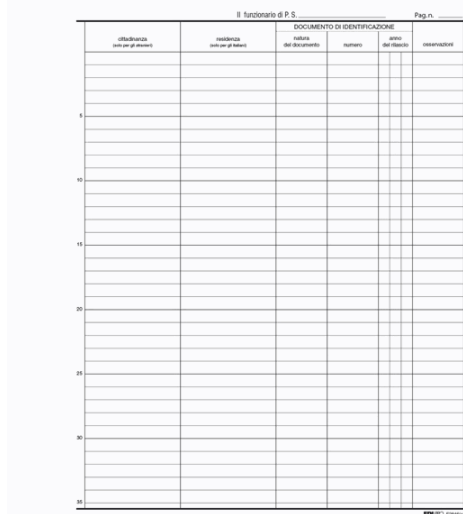 Il funzionario di P. S. Pag. n.
DOCUMENTO DI IDENTIFICAZIONE
cittadinanza residenza natura numero anno osservazioni
(solo per gli stranieri) (solo per gli italiani) del documento del rilascio
5
10
15
20
25
30
35